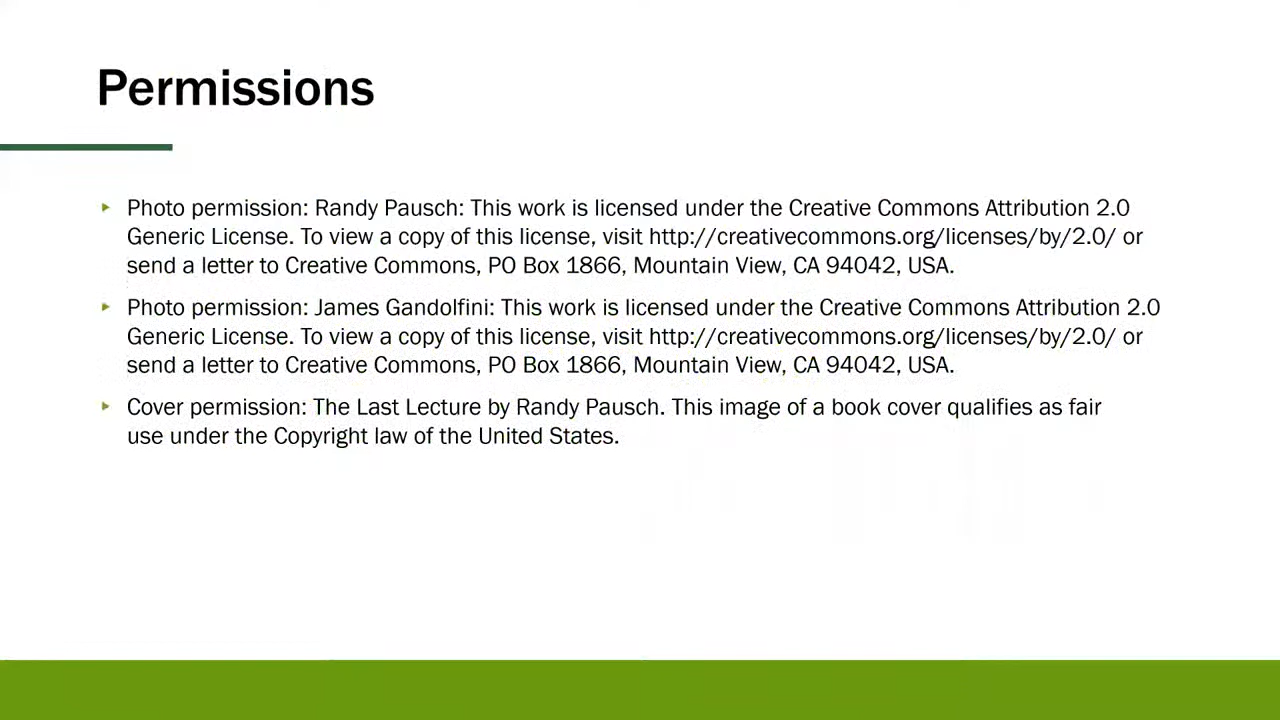 Permissions
Photo permission: Randy Pausch: This work is licensed under the Creative Commons Attribution 2.0
Generic License. To view a copy of this license, visit http://creativecommons.org/licenses/by/2.0/ or
send a letter to Creative Commons, PO Box 1866, Mountain View, CA 94042, USA.
Photo permission: James Gandolfini: This work is licensed under the Creative Commons Attribution 2.0
Generic License. To view a copy of this license, visit http://creativecommons.org/licenses/by/2.0/ or
send a letter to Creative Commons, PO Box 1866, Mountain View, CA 94042, USA.
Cover permission: The Last Lecture by Randy Pausch. This image of a book cover qualifies as fair
use under the Copyright law of the United States.